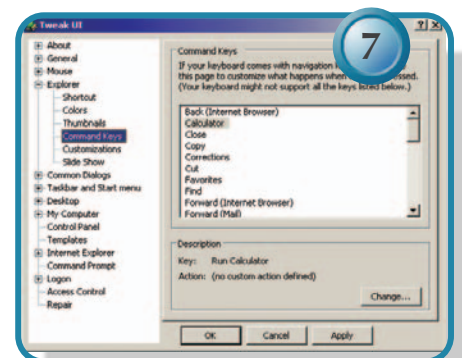 Tweak UI
7
About
General
Mouse
Explorer
Shortcut
Colors
Thumbnails
Command Keys
Customizations
Slide Show
Common Dialogs
Taskbar and Start menu
Desktop
My Computer
Control Panel
Templates
Internet Explorer
Command Prompt
Logon
Access Control
Repair
Command Keys
If your keyboard comes with navigation
this page to customize what happens when
(Your keyboard might not support all the keys listed below.)
Back (Internet Browser)
Calculator
Close
Copy
Corrections
Cut
Favorites
Find
Forward (Internet Browser)
Forward (Mail)
Description
Key: Run Calculator
Action: (no custom action defined)
Change...
OK
Cancel
Apply